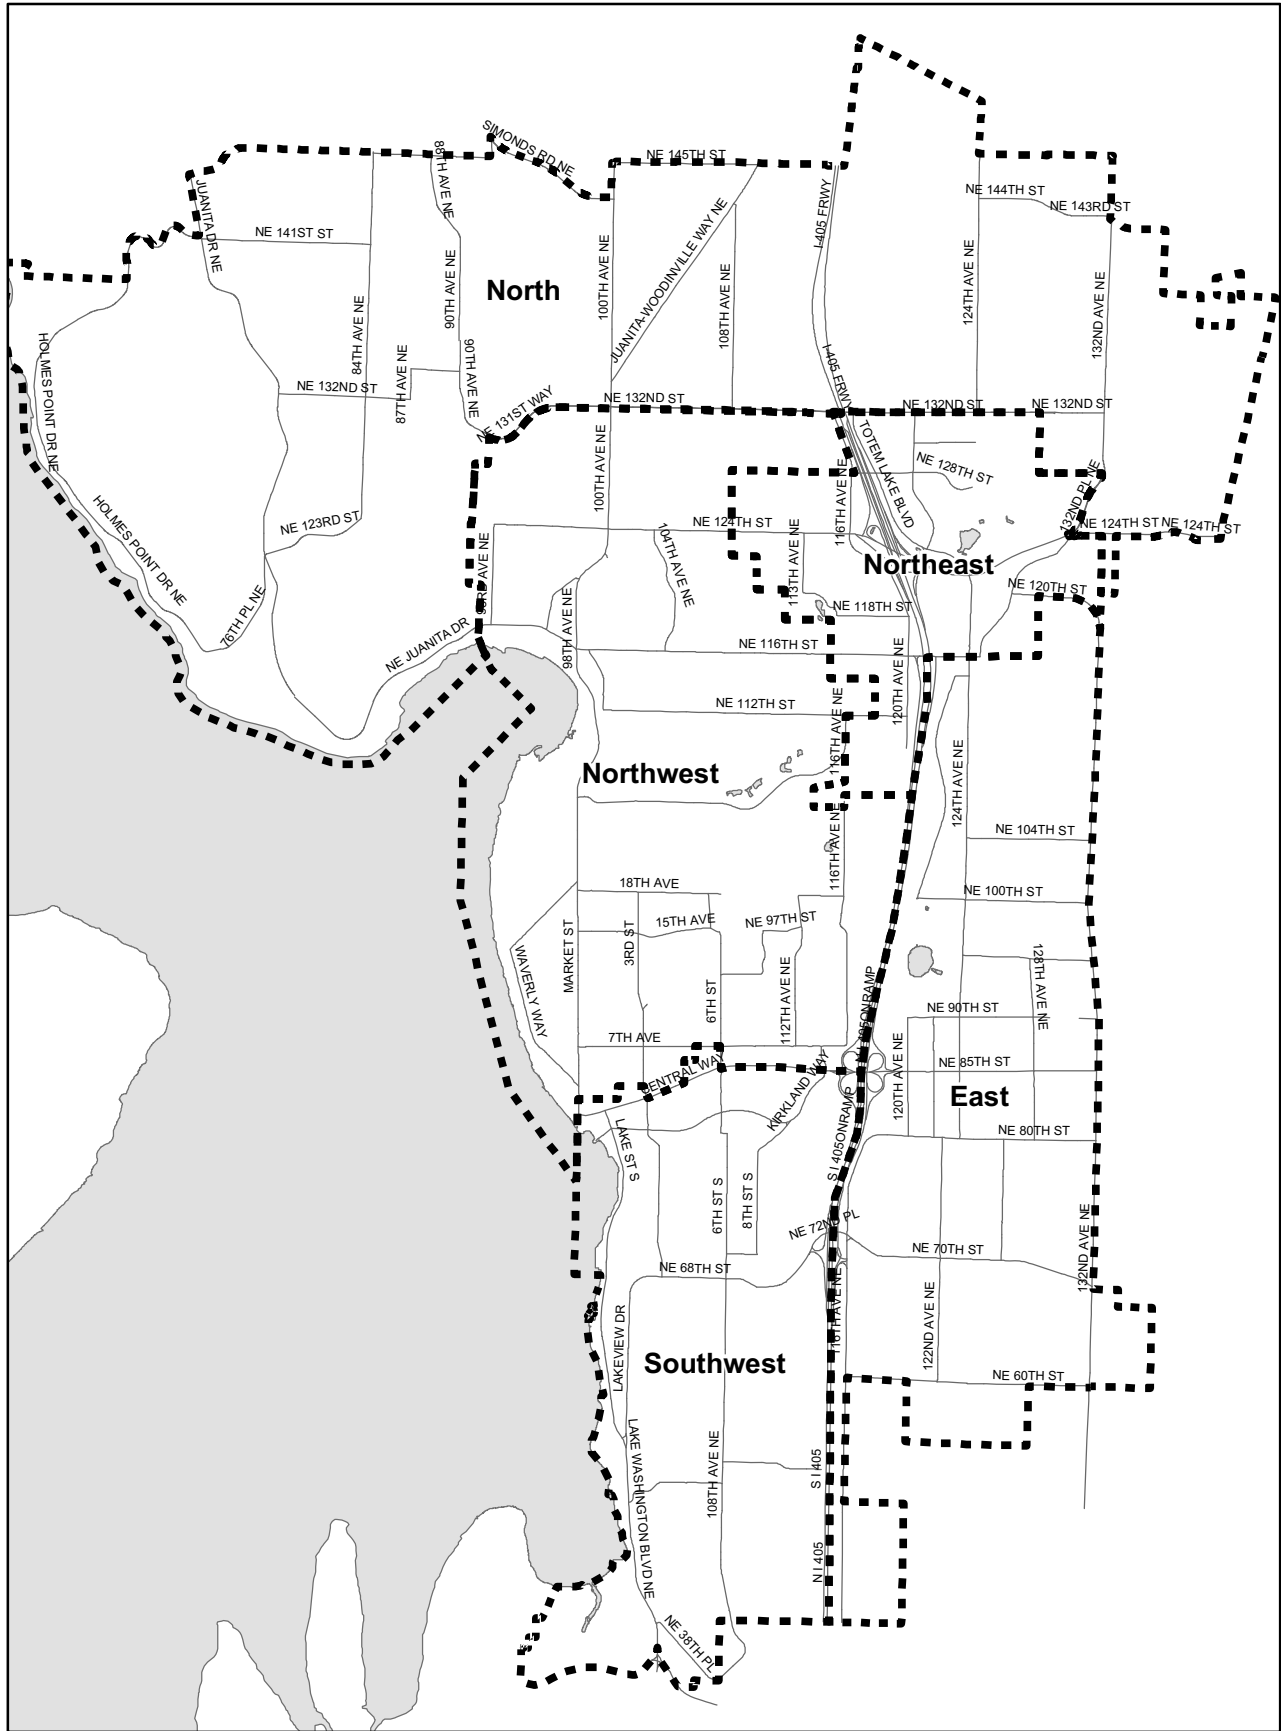 SIMONDS RD NE
88TH AVE NE
NE 145TH ST
JUANITA DR NE
NE 144TH ST
NE 143RD ST
I-405 FRWY
NE 141ST ST
90TH AVE NE
North
100TH AVE NE
JUANITA-WOODINVILLE WAY NE
108TH AVE NE
124TH AVE NE
132ND AVE NE
84TH AVE NE
HOLMES POINT DR NE
87TH AVE NE
90TH AVE NE
I-405 FRWY
NE 132ND ST
NE 131ST WAY
NE 132ND ST
NE 132ND ST
NE 132ND ST
TOTEM LAKE BLVD
100TH AVE NE
116TH AVE NE
NE 128TH ST
132ND PL NE
HOLMES POINT DR NE
NE 123RD ST
NE 124TH ST
NE 124TH ST
NE 124TH ST
104TH AVE NE
113TH AVE NE
Northeast
93RD AVE NE
NE 120TH ST
NE 118TH ST
76TH PL NE
NE JUANITA DR
98TH AVE NE
NE 116TH ST
120TH AVE NE
NE 112TH ST
116TH AVE NE
Northwest
124TH AVE NE
116TH AVE NE
NE 104TH ST
18TH AVE
NE 100TH ST
15TH AVE
NE 97TH ST
MARKET ST
3RD ST
WAVERLY WAY
128TH AVE NE
6TH ST
112TH AVE NE
N I 405ONRAMP
NE 90TH ST
7TH AVE
CENTRAL WAY
NE 85TH ST
KIRKLAND WAY
120TH AVE NE
East
LAKE ST S
S I 405ONRAMP
NE 80TH ST
6TH ST S
8TH ST S
NE 72ND PL
132ND AVE NE
NE 70TH ST
NE 68TH ST
116TH AVE NE
LAKEVIEW DR
122ND AVE NE
Southwest
NE 60TH ST
LAKE WASHINGTON BLVD NE
108TH AVE NE
S I 405
N I 405
NE 38TH PL